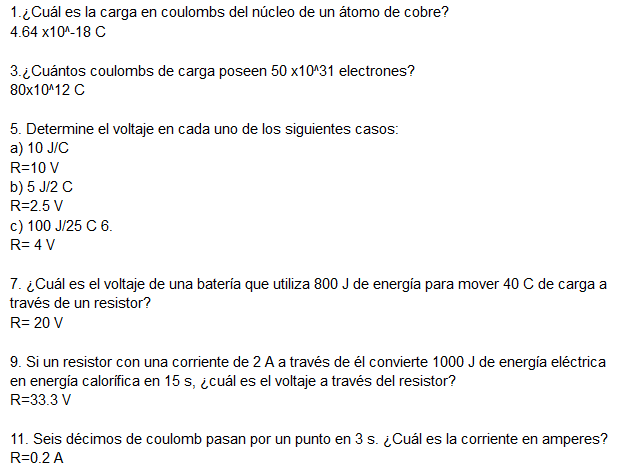 1.¿Cuál es la carga en coulombs del núcleo de un átomo de cobre?
4.64 x10^-18 C
3.¿Cuántos coulombs de carga poseen 50 x10^31 electrones?
80x10^12 C
5. Determine el voltaje en cada uno de los siguientes casos:
a) 10 J/C
R=10 V
b) 5 J/2 C
R=2.5 V
c) 100 J/25 C 6.
R= 4 V
7. ¿Cuál es el voltaje de una batería que utiliza 800 J de energía para mover 40 C de carga a
través de un resistor?
R= 20 V
9. Si un resistor con una corriente de 2 A a través de él convierte 1000 J de energía eléctrica
en energía calorífica en 15 s, ¿cuál es el voltaje a través del resistor?
R=33.3 V
11. Seis décimos de coulomb pasan por un punto en 3 s. ¿Cuál es la corriente en amperes?
R=0.2 A